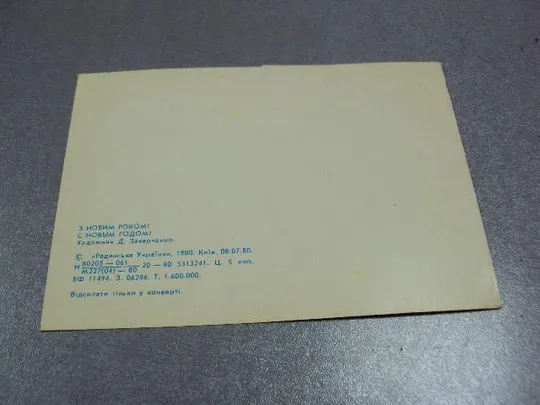 З НОВИМ РОКОМ!
С НОВЫМ ГОДОМ!
Художник Д. Захарченко.
© «Радянська Україна», 1980. Київ. 08.07.80.
Н 80205—061 20—80 5313241. Ц. 5 коп.
М227(04)—80
БФ 11494. З. 06286. Т. 1.600.000.
Відсилати тільки у конверті.